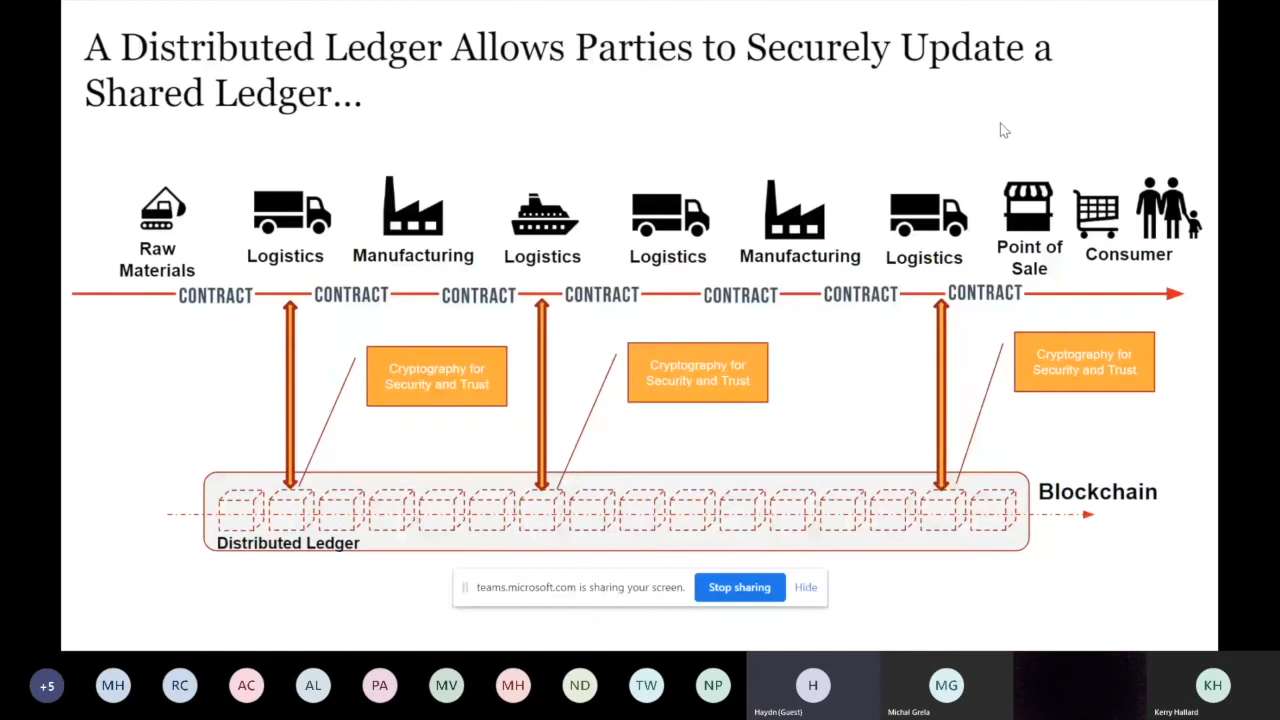 A Distributed Ledger Allows Parties to Securely Update a
Shared Ledger...
Raw
Materials
Logistics
Manufacturing
Logistics
Logistics
Manufacturing
Logistics
Point of
Sale
Consumer
CONTRACT CONTRACT CONTRACT CONTRACT CONTRACT CONTRACT CONTRACT
Cryptography for
Security and Trust
Cryptography for
Security and Trust
Cryptography for
Security and Trust
Blockchain
Distributed Ledger
teams.microsoft.com is sharing your screen. Stop sharing Hide
+5 MH RC AC AL PA MV MH ND TW NP H MG KH
Haydn (Guest) Michal Grela Kerry Hallard